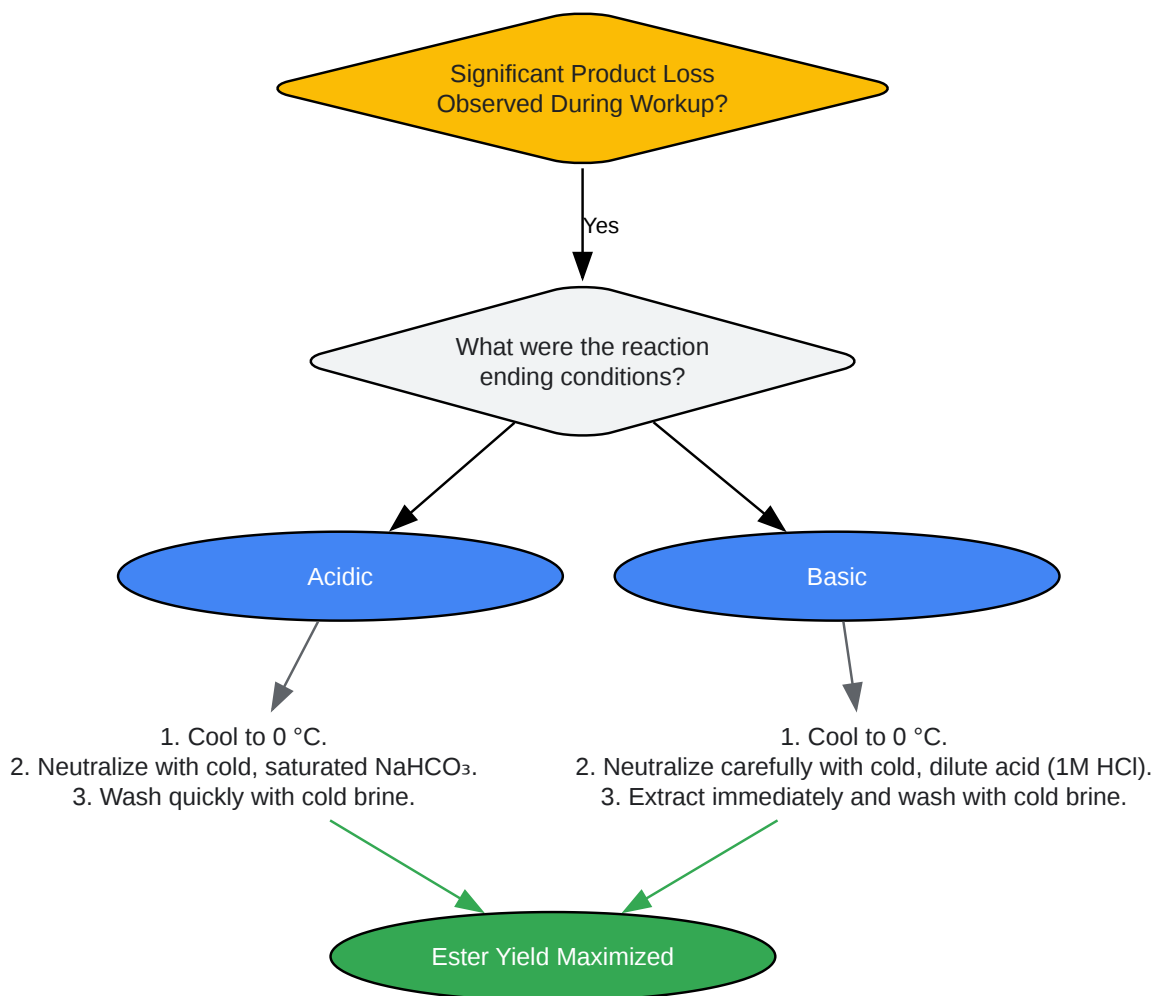 Significant Product Loss
Observed During Workup?
Yes
What were the reaction
ending conditions?
Acidic
Basic
1. Cool to 0 °C.
2. Neutralize with cold, saturated NaHCO₃.
3. Wash quickly with cold brine.
1. Cool to 0 °C.
2. Neutralize carefully with cold, dilute acid (1M HCl).
3. Extract immediately and wash with cold brine.
Ester Yield Maximized